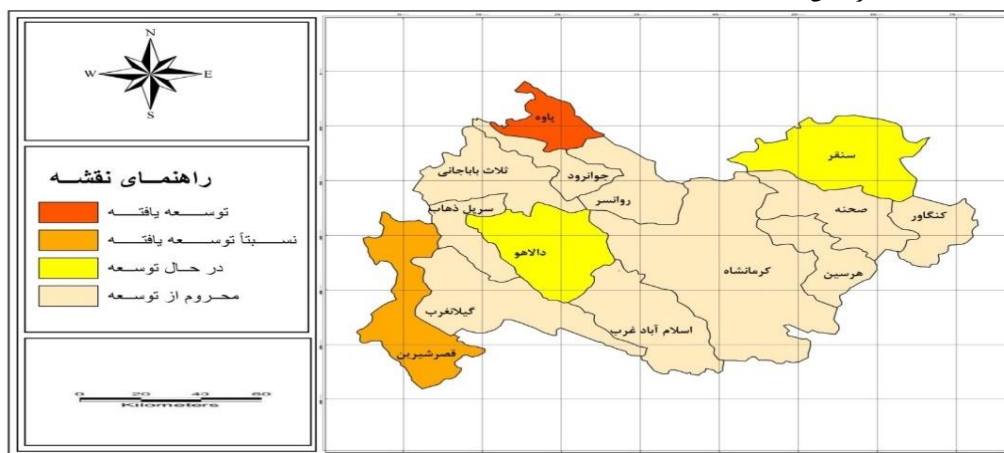 N
W E
S
راهنمای نقشه
توسعه یافته
نسبتاً توسعه یافته
در حال توسعه
محروم از توسعه
0 20 40 60
Kilometers
پاوه
سنقر
ثلاث باباجانی
جوانرود
روانسر
صحنه
کنگاور
سرپل ذهاب
دالاهو
کرمانشاه
هرسین
گیلانغرب
اسلام آباد غرب
قصرشیرین